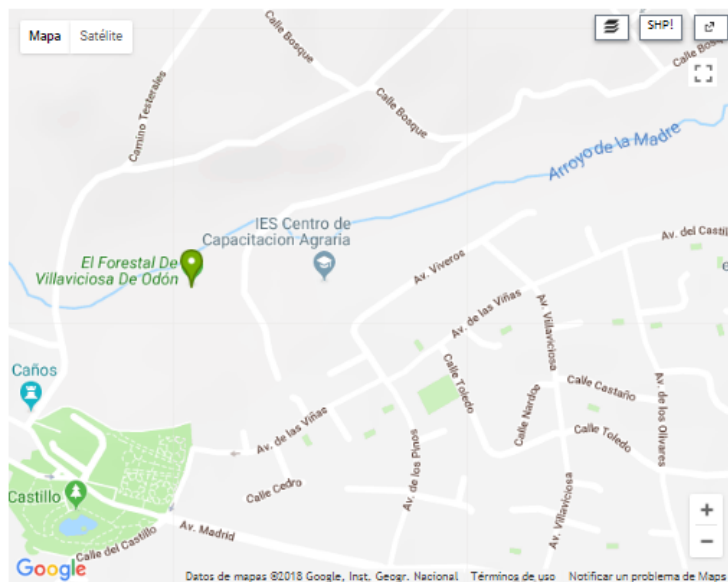 Mapa
Satélite
SHP!
Calle Bosque
Calle Bosque
Calle Bosque
Camino Testerales
Arroyo de la Madre
IES Centro de
Capacitacion Agraria
El Forestal De
Villaviciosa De Odón
Av. del Castil
Av. Viveros
Av. de las Viñas
Av. Villaviciosa
Caños
Calle Toledo
Calle Castaño
Calle Nardoe
Av. de los Olivares
Av. de las Viñas
Calle Toledo
Av. de los Pinos
Calle Cedro
Castillo
Av. Madrid
Av. Villaviciosa
Calle del Castillo
+
−
Google
Datos de mapas ©2018 Google, Inst. Geogr. Nacional
Términos de uso
Notificar un problema de Maps